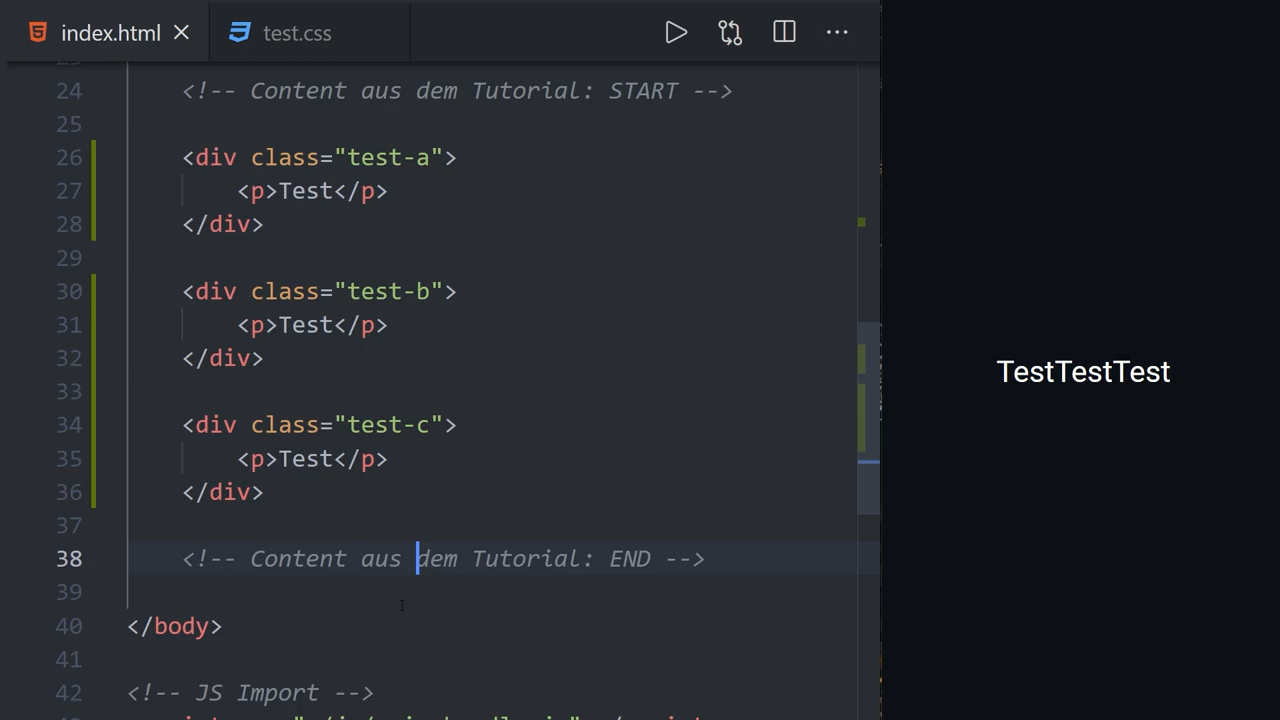 index.html
test.css
24 <!-- Content aus dem Tutorial: START -->
25
26 <div class="test-a">
27 <p>Test</p>
28 </div>
29
30 <div class="test-b">
31 <p>Test</p>
32 </div>
33
34 <div class="test-c">
35 <p>Test</p>
36 </div>
37
38 <!-- Content aus dem Tutorial: END -->
39
40 </body>
41
42 <!-- JS Import -->
TestTestTest